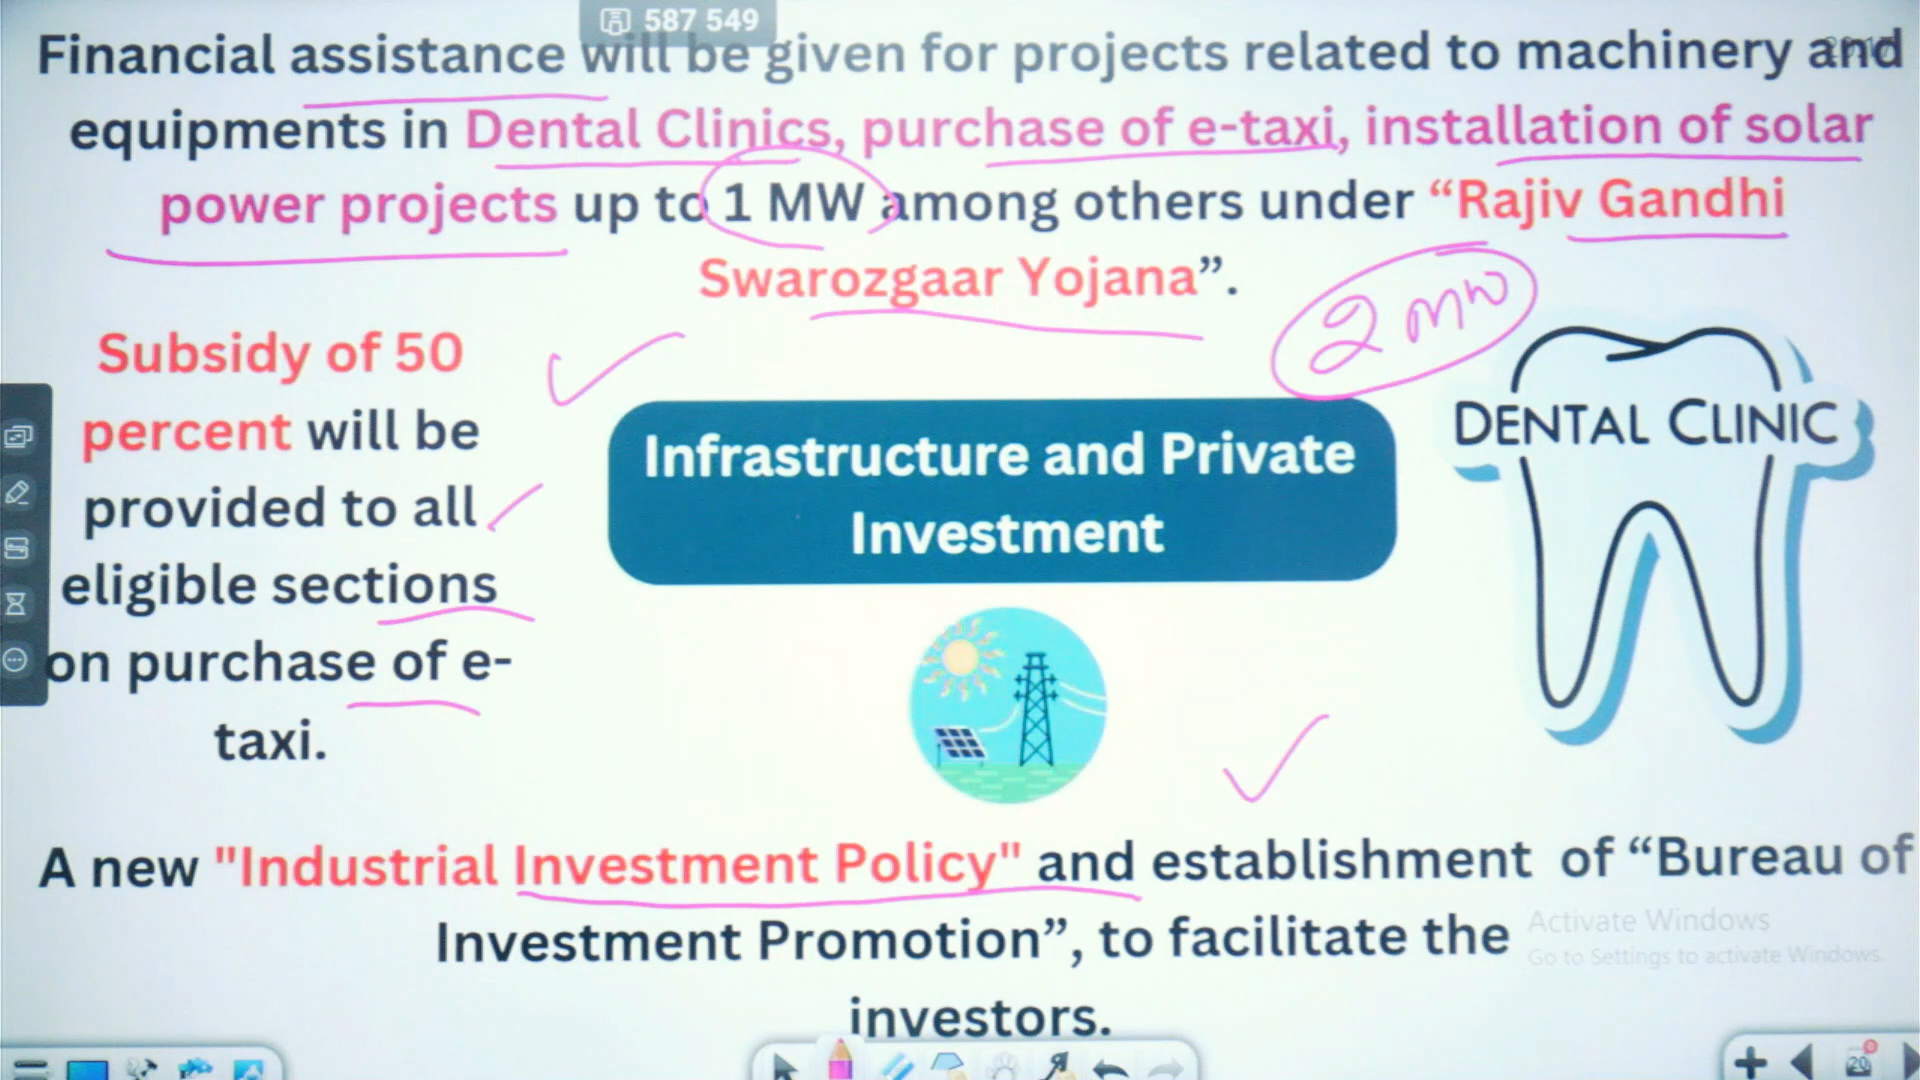 587 549
Financial assistance will be given for projects related to machinery and
equipments in Dental Clinics, purchase of e-taxi, installation of solar
power projects up to 1 MW among others under “Rajiv Gandhi
Swarozgaar Yojana”.
2 MW
Subsidy of 50
percent will be
provided to all
eligible sections
on purchase of e-
taxi.
Infrastructure and Private
Investment
DENTAL CLINIC
A new "Industrial Investment Policy" and establishment of “Bureau of
Investment Promotion”, to facilitate the
investors.
Activate Windows
Go to Settings to activate Windows.
20